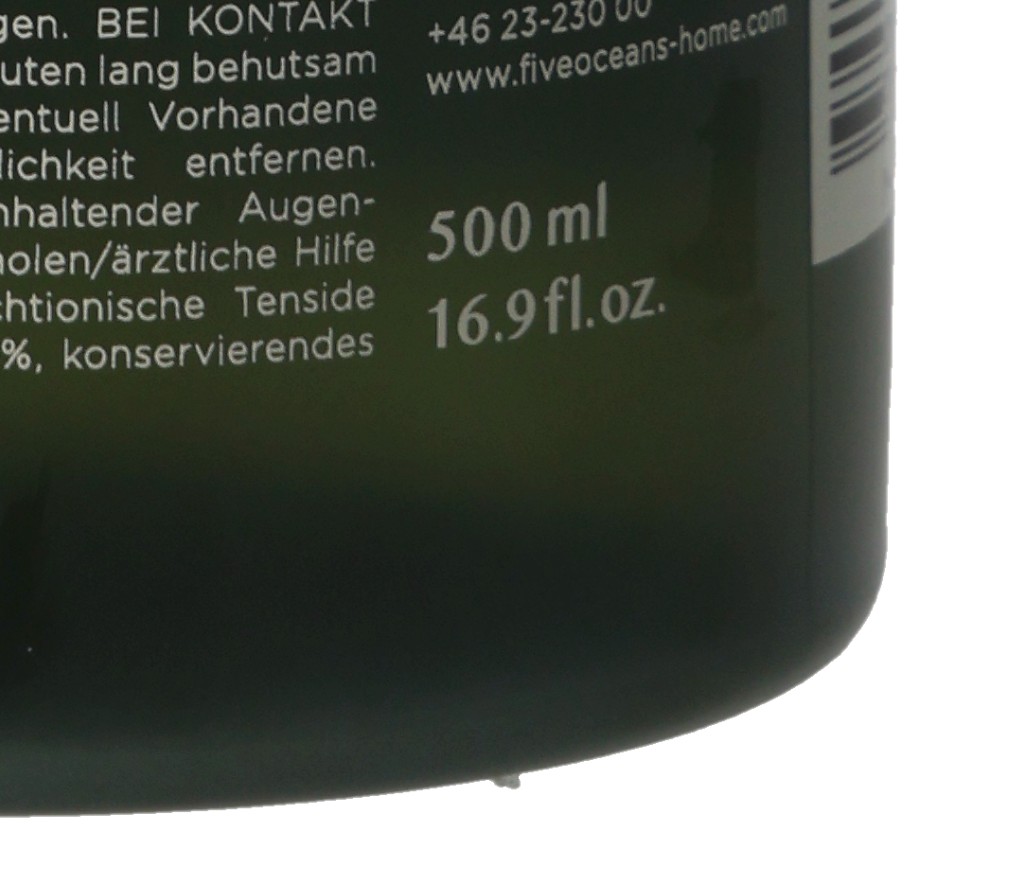 gen. BEI KONTAKT
uten lang behutsam
entuell Vorhandene
lichkeit entfernen.
nhaltender Augen-
holen/ärztliche Hilfe
chtionische Tenside
%, konservierendes
+46 23-230 00
www.fiveoceans-home.com
500 ml
16.9 fl.oz.